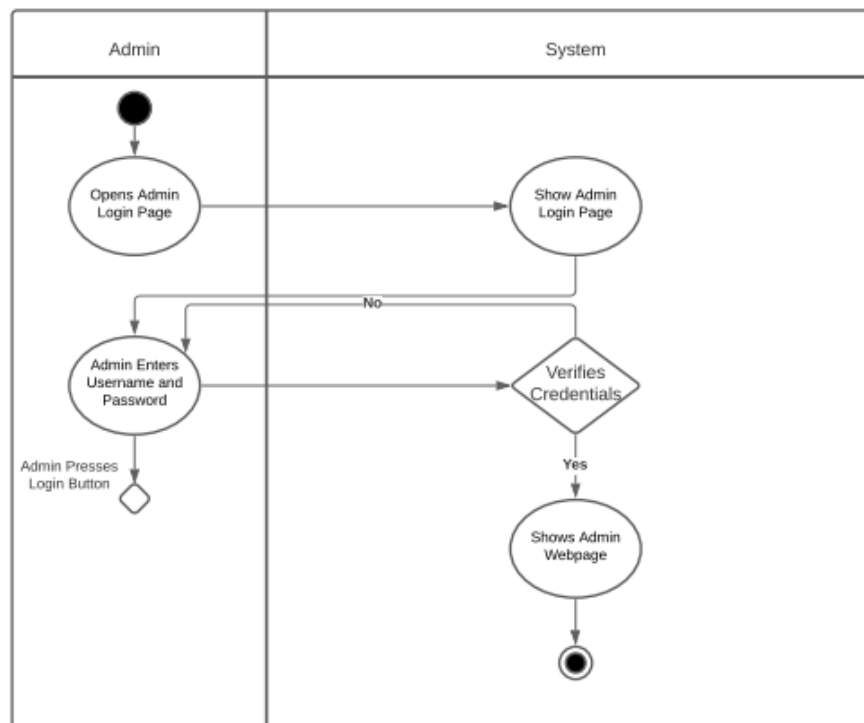 Admin
System
Opens Admin
Login Page
Show Admin
Login Page
No
Admin Enters
Username and
Password
Verifies
Credentials
Admin Presses
Login Button
Yes
Shows Admin
Webpage